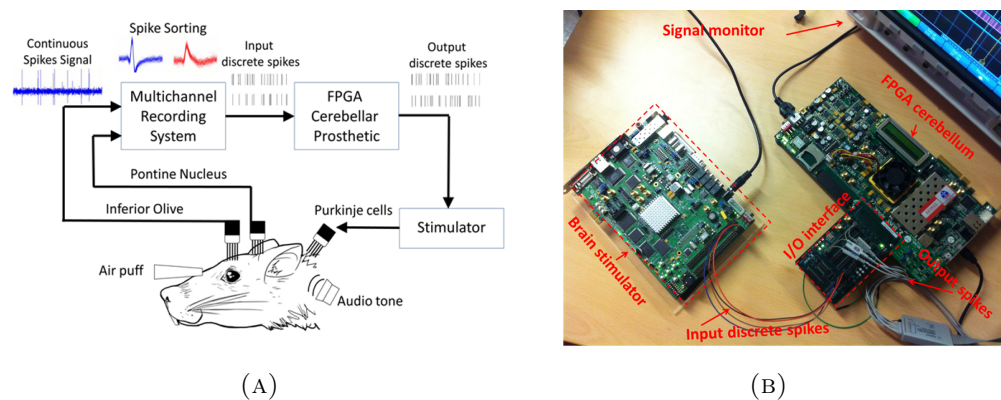 Spike Sorting
Continuous
Spikes Signal
Input
discrete spikes
Output
discrete spikes
Multichannel
Recording
System
FPGA
Cerebellar
Prosthetic
Pontine Nucleus
Inferior Olive
Purkinje cells
Stimulator
Air puff
Audio tone
(A)
Signal monitor
FPGA cerebellum
Brain stimulator
I/O interface
Output spikes
Input discrete spikes
(B)